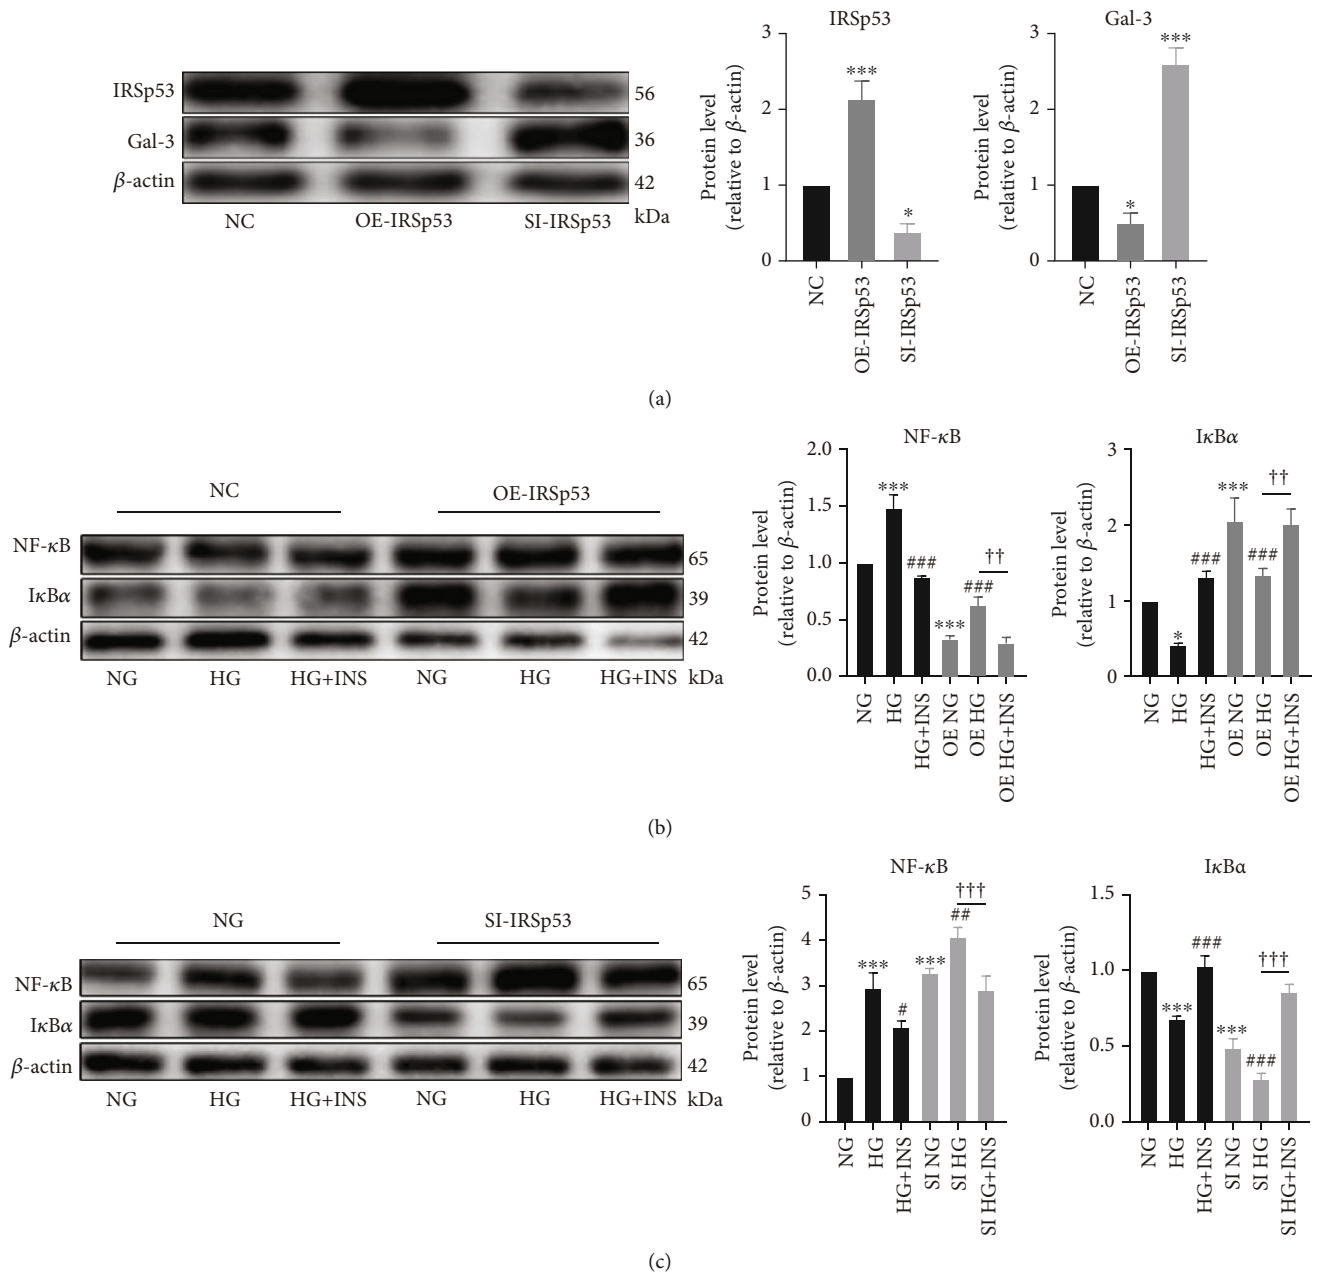 IRSp53
56
Gal-3
36
β-actin
42
NC OE-IRSp53 SI-IRSp53 kDa
IRSp53
Protein level
(relative to β-actin)
3
2
1
0
***
*
NC
OE-IRSp53
SI-IRSp53
Gal-3
Protein level
(relative to β-actin)
3
2
1
0
*
***
NC
OE-IRSp53
SI-IRSp53
(a)
NC OE-IRSp53
NF-κB
65
IκBα
39
β-actin
42
NG HG HG+INS NG HG HG+INS kDa
NF-κB
Protein level
(relative to β-actin)
2.0
1.5
1.0
0.5
0.0
***
###
***
###
††
NG
HG
HG+INS
OE NG
OE HG
OE HG+INS
IκBα
Protein level
(relative to β-actin)
3
2
1
0
*
###
***
###
††
NG
HG
HG+INS
OE NG
OE HG
OE HG+INS
(b)
NG SI-IRSp53
NF-κB
65
IκBα
39
β-actin
42
NG HG HG+INS NG HG HG+INS kDa
NF-κB
Protein level
(relative to β-actin)
5
4
3
2
1
0
***
#
***
##
†††
NG
HG
HG+INS
SI NG
SI HG
SI HG+INS
IκBα
Protein level
(relative to β-actin)
1.5
1.0
0.5
0.0
***
###
***
###
†††
NG
HG
HG+INS
SI NG
SI HG
SI HG+INS
(c)